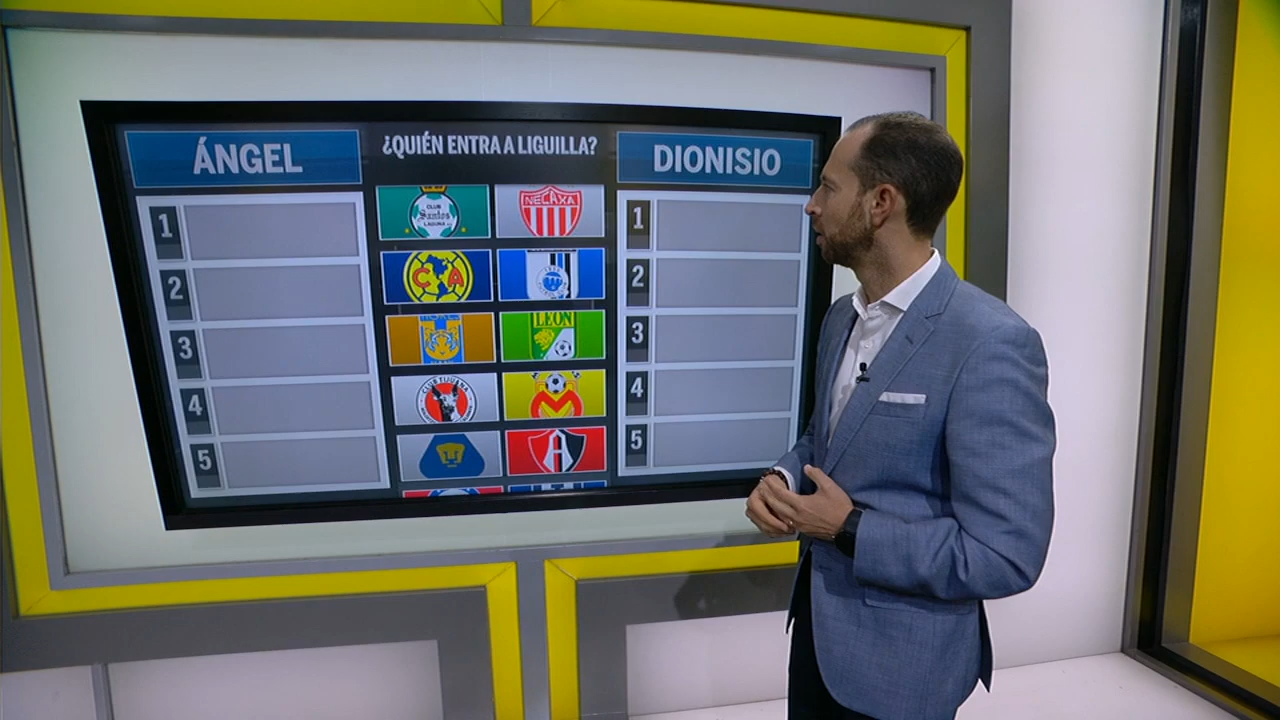 ÁNGEL
¿QUIÉN ENTRA A LIGUILLA?
DIONISIO
1
2
3
4
5
CLUB
Santos
LAGUNA
NECAXA
C A
LEON
CLUB TIJUANA
A
1
2
3
4
5